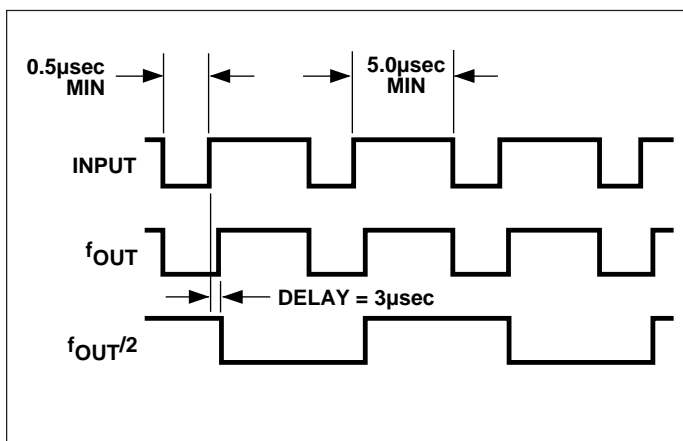 0.5µsec
MIN
5.0µsec
MIN
INPUT
fOUT
DELAY = 3µsec
fOUT/2